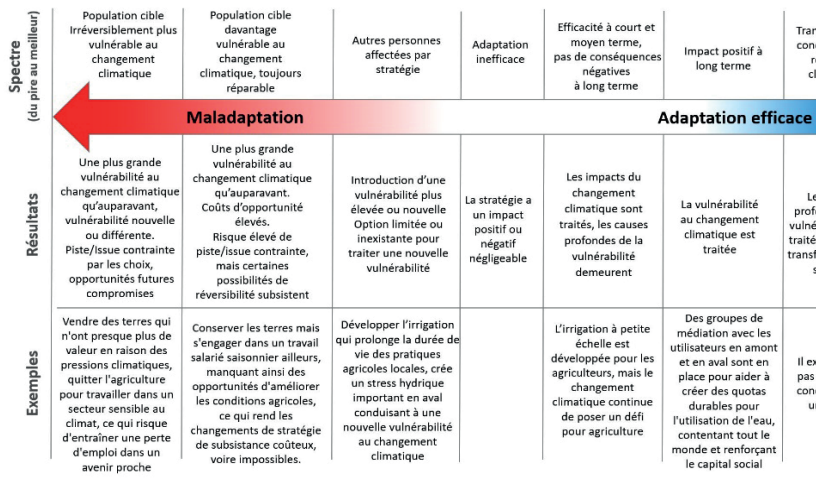 Spectre
(du pire au meilleur)
Population cible
Irréversiblement plus
vulnérable au
changement
climatique
Population cible
davantage
vulnérable au
changement
climatique, toujours
réparable
Autres personnes
affectées par
stratégie
Adaptation
inefficace
Efficacité à court et
moyen terme,
pas de conséquences
négatives
à long terme
Impact positif à
long terme
Maladaptation
Adaptation efficace
Résultats
Une plus grande
vulnérabilité au
changement climatique
qu'auparavant,
vulnérabilité nouvelle
ou différente.
Piste/Issue contrainte
par les choix,
opportunités futures
compromises
Une plus grande
vulnérabilité au
changement climatique
qu'auparavant.
Coûts d'opportunité
élevés.
Risque élevé de
piste/issue contrainte,
mais certaines
possibilités de
réversibilité subsistent
Introduction d'une
vulnérabilité plus
élevée ou nouvelle
Option limitée ou
inexistante pour
traiter une nouvelle
vulnérabilité
La stratégie a
un impact
positif ou
négatif
négligeable
Les impacts du
changement
climatique sont
traités, les causes
profondes de la
vulnérabilité
demeurent
La vulnérabilité
au changement
climatique est
traitée
Exemples
Vendre des terres qui
n'ont presque plus de
valeur en raison des
pressions climatiques,
quitter l'agriculture
pour travailler dans un
secteur sensible au
climat, ce qui risque
d'entraîner une perte
d'emploi dans un
avenir proche
Conserver les terres mais
s'engager dans un travail
salarié saisonnier ailleurs,
manquant ainsi des
opportunités d'améliorer
les conditions agricoles,
ce qui rend les
changements de stratégie
de subsistance coûteux,
voire impossibles.
Développer l'irrigation
qui prolonge la durée de
vie des pratiques
agricoles locales, crée
un stress hydrique
important en aval
conduisant à une
nouvelle vulnérabilité
au changement
climatique
L'irrigation à petite
échelle est
développée pour les
agriculteurs, mais le
changement
climatique continue
de poser un défi
pour agriculture
Des groupes de
médiation avec les
utilisateurs en amont
et en aval sont en
place pour aider à
créer des quotas
durables pour
l'utilisation de l'eau,
contentant tout le
monde et renforçant
le capital social